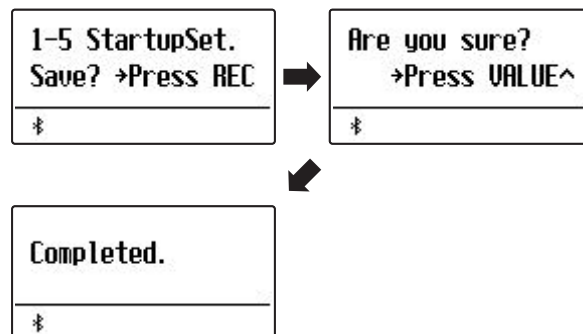 1-5 StartupSet.
Save? →Press REC
Are you sure?
→Press VALUE^
Completed.